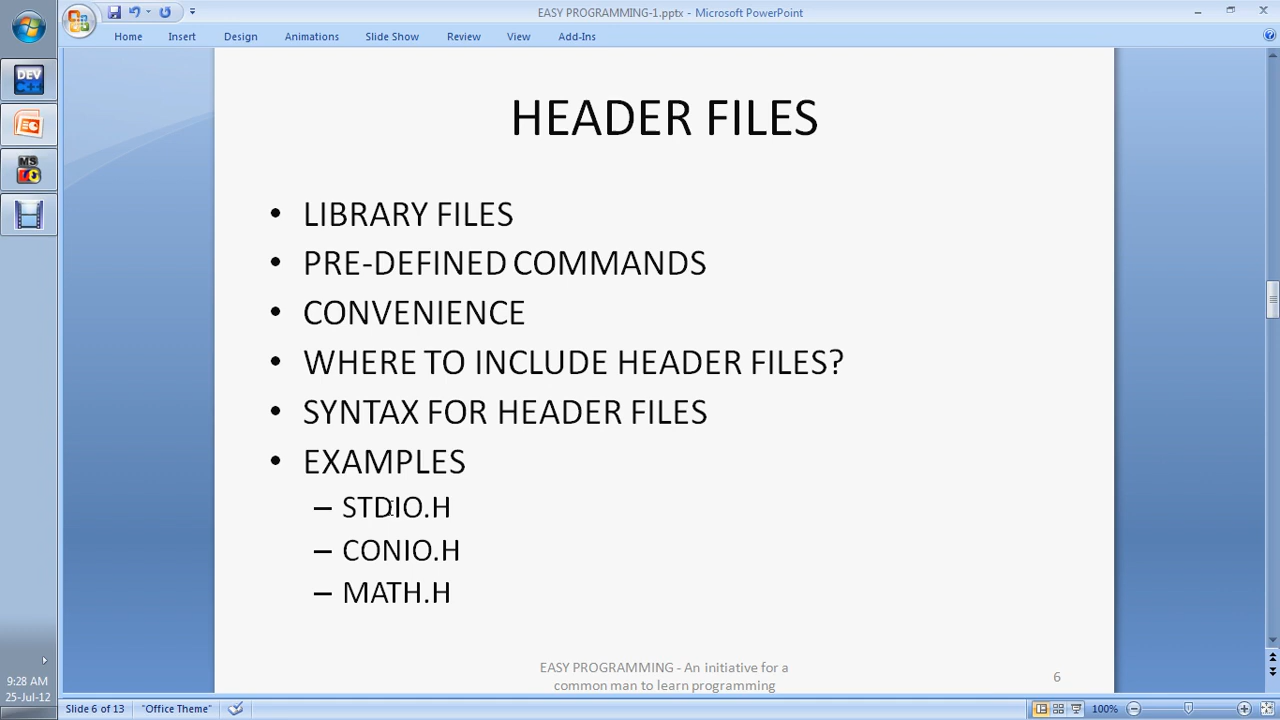 EASY PROGRAMMING-1.pptx - Microsoft PowerPoint
Home Insert Design Animations Slide Show Review View Add-Ins
DEV C++
MS
HEADER FILES
• LIBRARY FILES
• PRE-DEFINED COMMANDS
• CONVENIENCE
• WHERE TO INCLUDE HEADER FILES?
• SYNTAX FOR HEADER FILES
• EXAMPLES
– STDIO.H
– CONIO.H
– MATH.H
EASY PROGRAMMING - An initiative for a
common man to learn programming
6
9:28 AM
25-Jul-12
Slide 6 of 13 "Office Theme" 100%